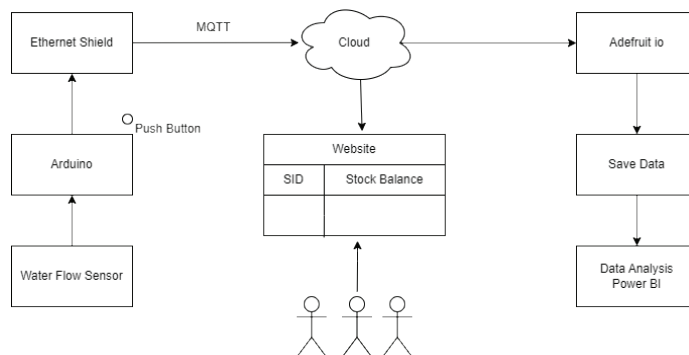 Ethernet Shield
MQTT
Cloud
Adefruit io
Push Button
Arduino
Website
SID
Stock Balance
Save Data
Water Flow Sensor
Data Analysis
Power BI